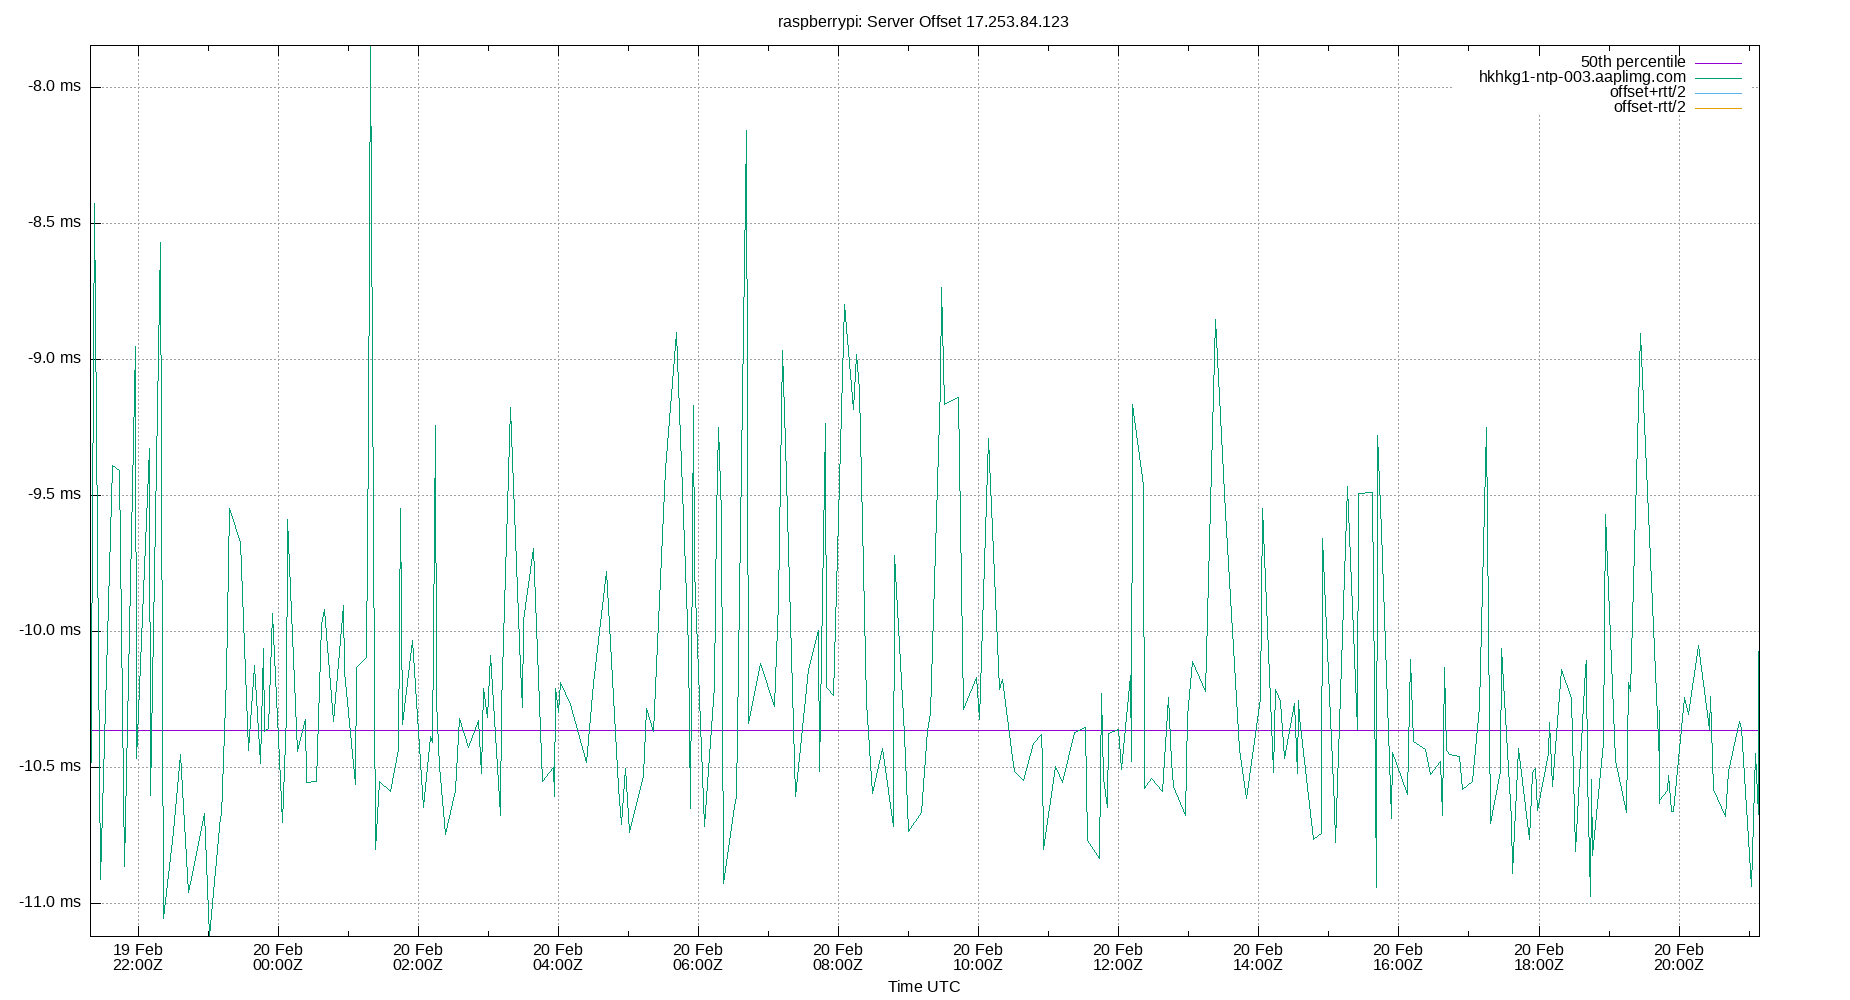 raspberrypi: Server Offset 17.253.84.123
50th percentile
hkhkg1-ntp-003.aaplimg.com
offset+rtt/2
offset-rtt/2
-8.0 ms
-8.5 ms
-9.0 ms
-9.5 ms
-10.0 ms
-10.5 ms
-11.0 ms
19 Feb 20 Feb 20 Feb 20 Feb 20 Feb 20 Feb 20 Feb 20 Feb 20 Feb 20 Feb 20 Feb 20 Feb
22:00Z 00:00Z 02:00Z 04:00Z 06:00Z 08:00Z 10:00Z 12:00Z 14:00Z 16:00Z 18:00Z 20:00Z
Time UTC